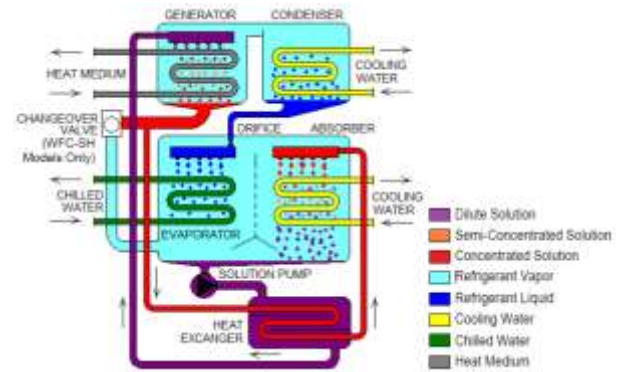 GENERATOR
CONDENSER
HEAT MEDIUM
COOLING
WATER
CHANGEOVER
VALVE
(WFC-SH
Models Only)
ORIFICE
ABSORBER
CHILLED
WATER
COOLING
WATER
EVAPORATOR
SOLUTION PUMP
HEAT
EXCANGER
Dilute Solution
Semi-Concentrated Solution
Concentrated Solution
Refrigerant Vapor
Refrigerant Liquid
Cooling Water
Chilled Water
Heat Medium